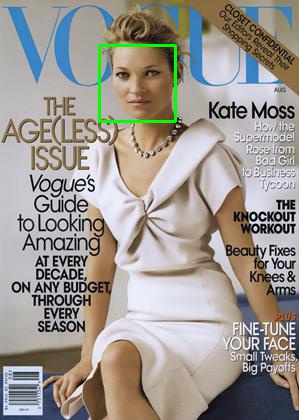 VOGUE
CLOSET CONFIDENTIAL
Our Editors Reveal Their
Shopping Secrets
AUG
THE
AGE(LESS)
ISSUE
Vogue's
Guide
to Looking
Amazing
AT EVERY
DECADE,
ON ANY BUDGET,
THROUGH
EVERY
SEASON
Kate Moss
How the
Supermodel
Rose from
Bad Girl
to Business
Tycoon
THE
KNOCKOUT
WORKOUT
Beauty Fixes
for Your
Knees &
Arms
PLUS
FINE-TUNE
YOUR FACE
Small Tweaks,
Big Payoffs